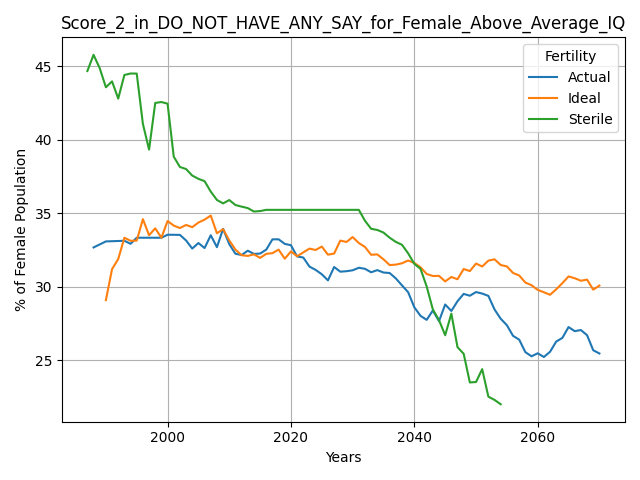 Score_2_in_DO_NOT_HAVE_ANY_SAY_for_Female_Above_Average_IQ
Fertility
Actual
Ideal
Sterile
% of Female Population
45
40
35
30
25
2000
2020
2040
2060
Years